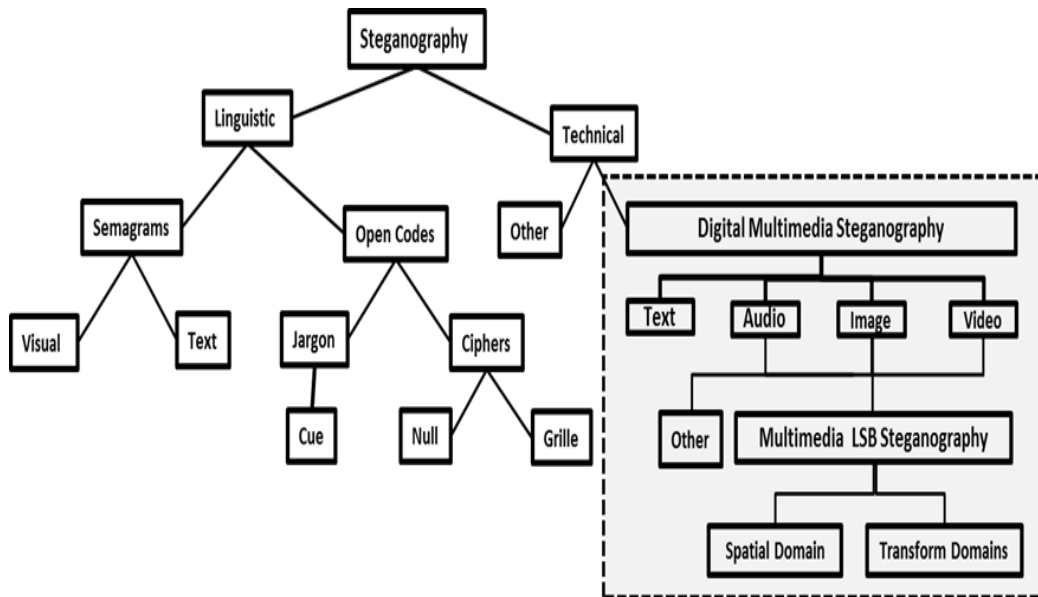 Steganography
Linguistic
Technical
Semagrams
Open Codes
Other
Digital Multimedia Steganography
Visual
Text
Jargon
Ciphers
Text
Audio
Image
Video
Cue
Null
Grille
Other
Multimedia LSB Steganography
Spatial Domain
Transform Domains